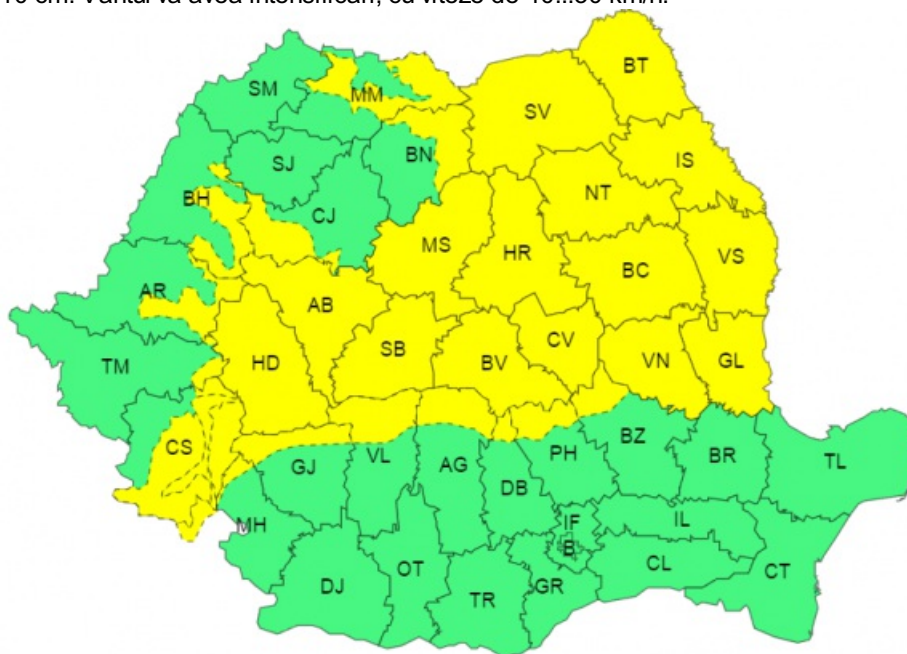 10 cm. Vântul va avea intensificări, cu viteze de
km/h.
BT
SM
MM
SV
SJ
BN
IS
BH
CJ
NT
MS
HR
BC
VS
AR
AB
TM
HD
SB
BV
CV
VN
GL
CS
GJ
VL
AG
DB
PH
BZ
BR
TL
MH
IF
B
IL
DJ
OT
TR
GR
CL
CT